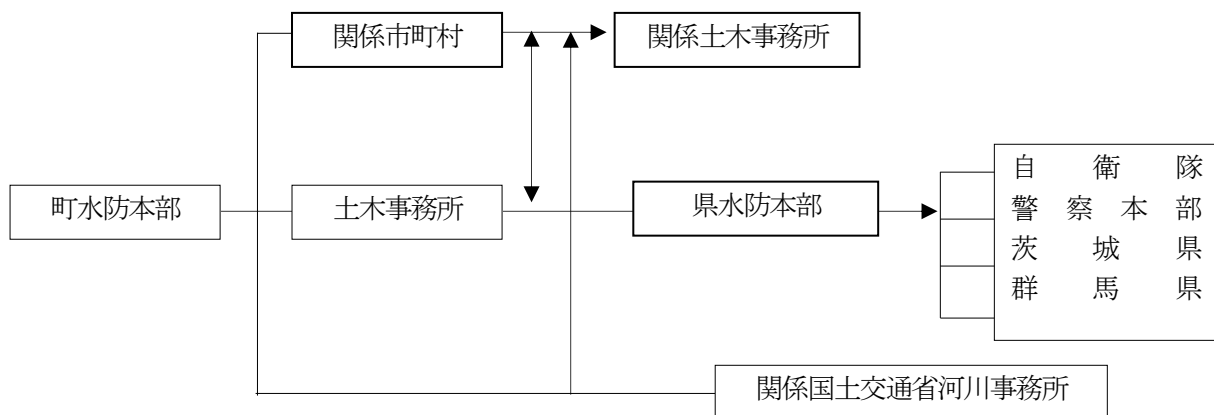 関係市町村
関係土木事務所
町水防本部
土木事務所
県水防本部
自衛隊
警察本部
茨城県
群馬県
関係国土交通省河川事務所